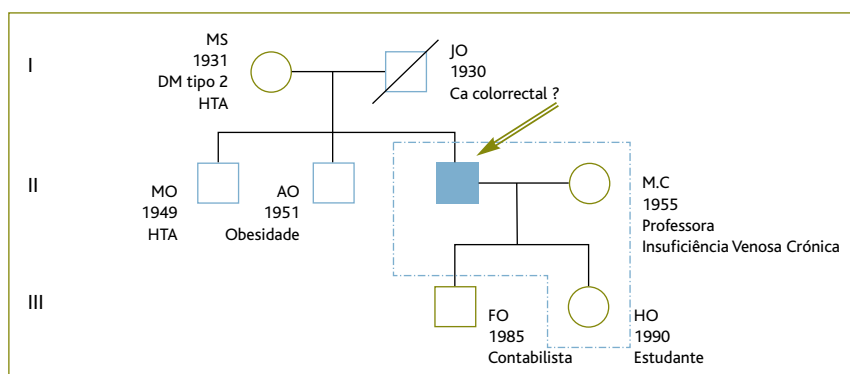 I
MS
1931
DM tipo 2
HTA
JO
1930
Ca colorrectal ?
II
MO
1949
HTA
AO
1951
Obesidade
M.C
1955
Professora
Insuficiência Venosa Crónica
III
FO
1985
Contabilista
HO
1990
Estudante